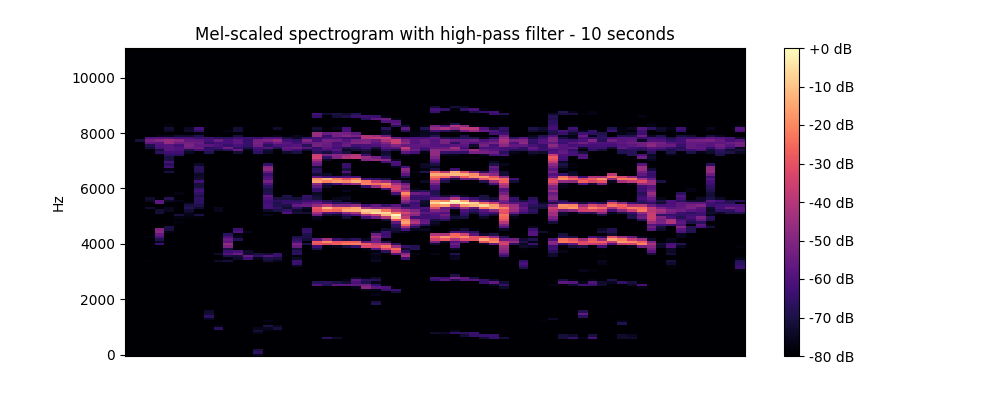 Mel-scaled spectrogram with high-pass filter - 10 seconds
Hz
10000
8000
6000
4000
2000
0
+0 dB
-10 dB
-20 dB
-30 dB
-40 dB
-50 dB
-60 dB
-70 dB
-80 dB